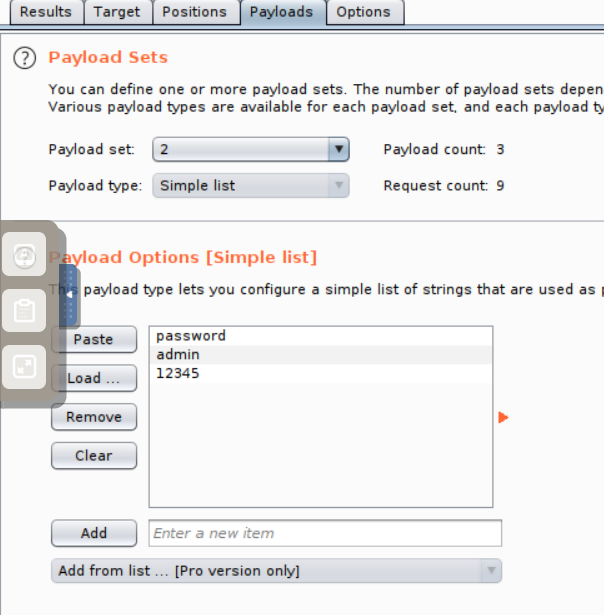 Results Target Positions Payloads Options
? Payload Sets
You can define one or more payload sets. The number of payload sets depen
Various payload types are available for each payload set, and each payload ty
Payload set: 2 Payload count: 3
Payload type: Simple list Request count: 9
Payload Options [Simple list]
This payload type lets you configure a simple list of strings that are used as p
Paste
Load ...
Remove
Clear
password
admin
12345
Add Enter a new item
Add from list ... [Pro version only]